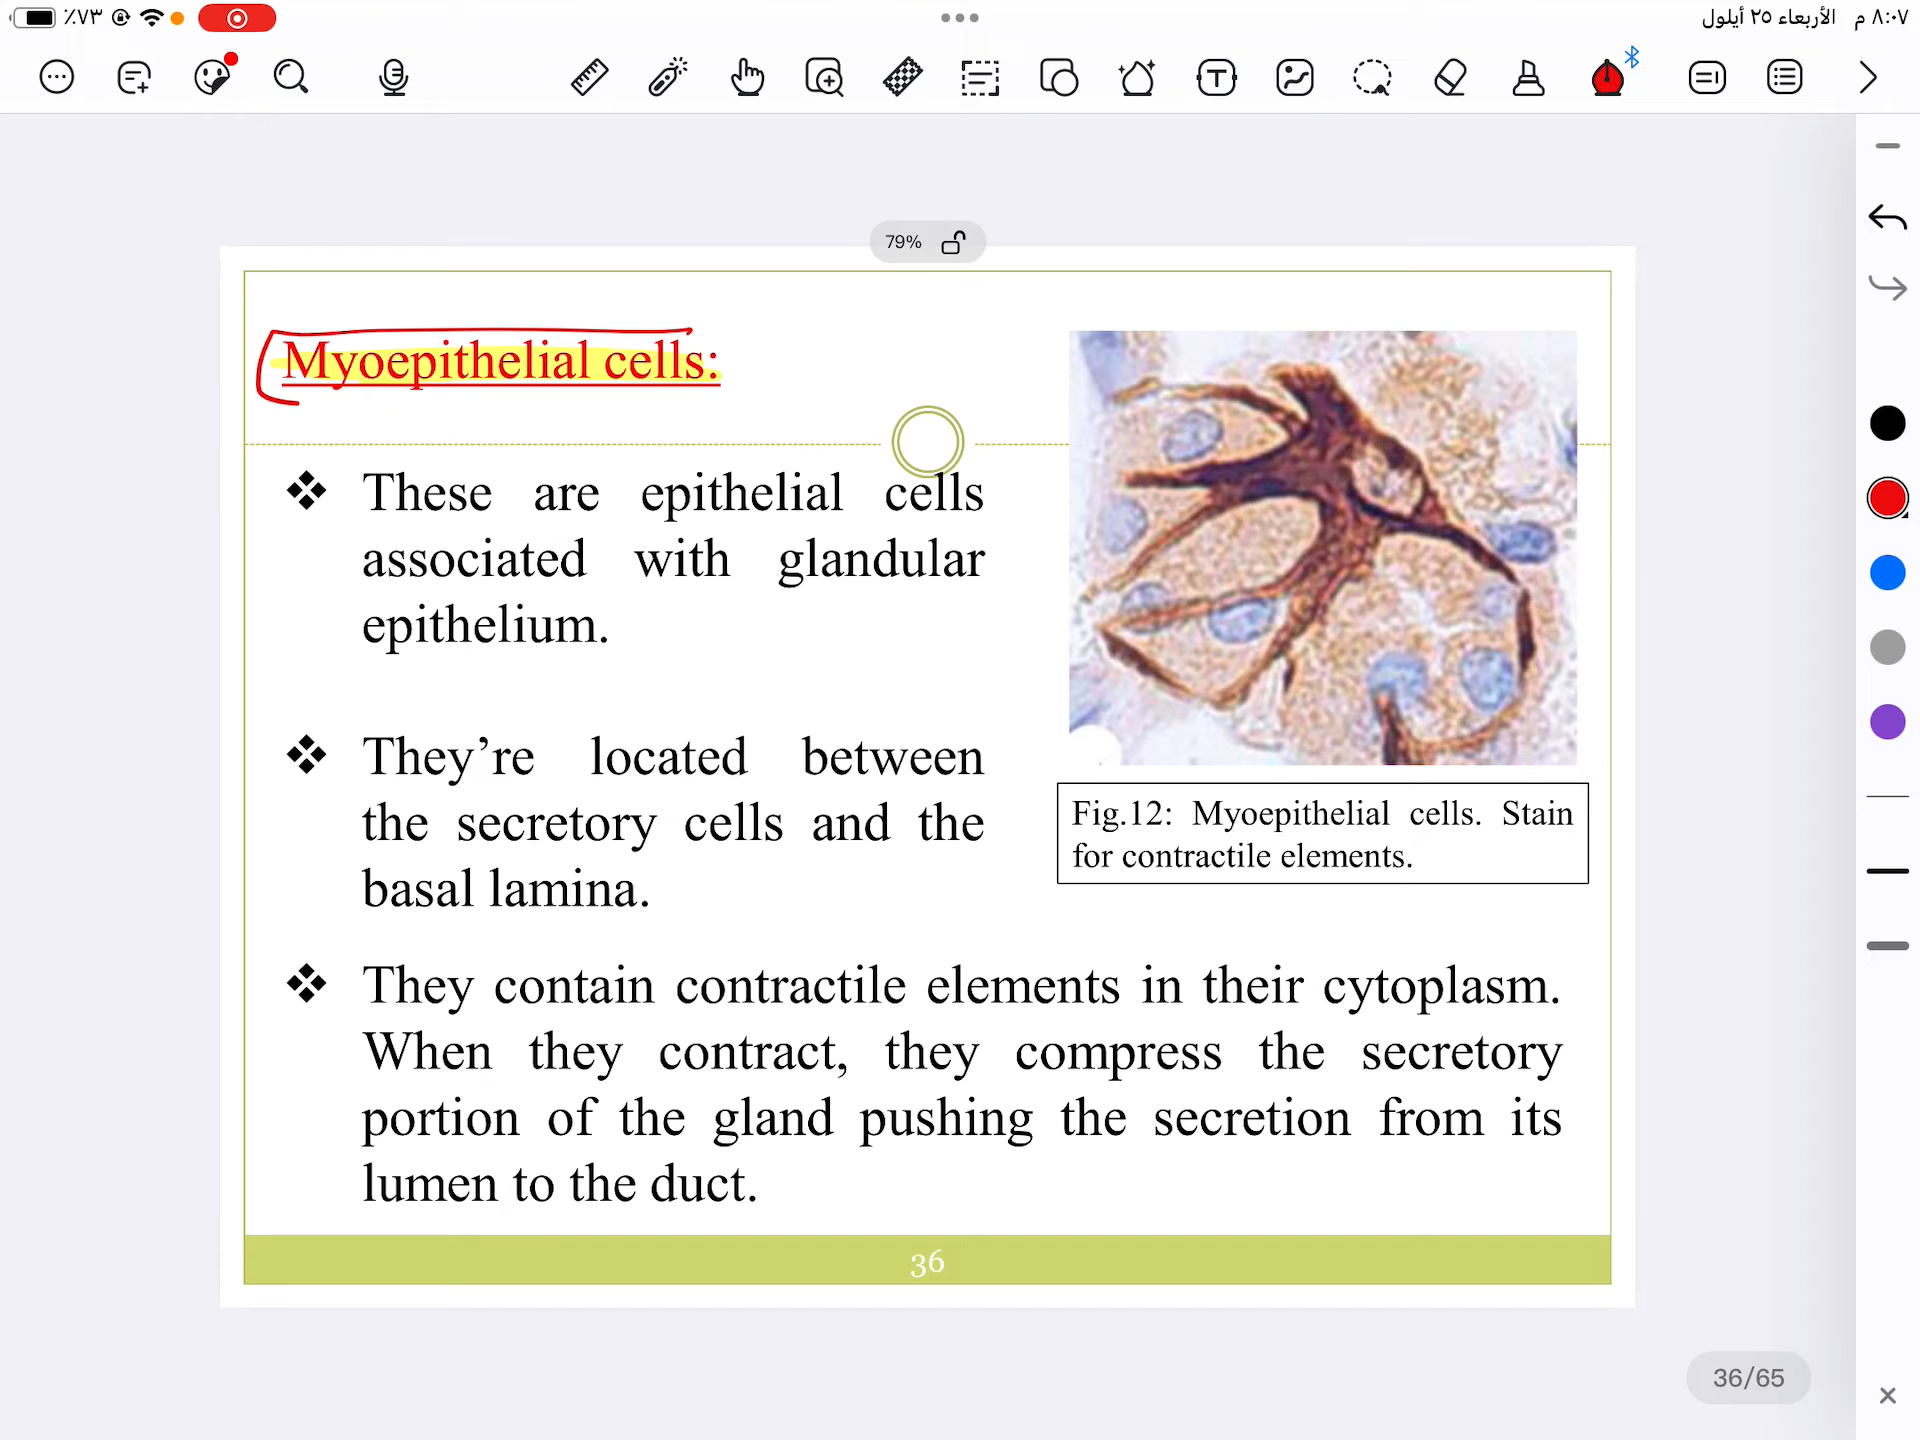 ٪٧٣
الأربعاء ٢٥ أيلول ٨:٠٧ م
79%
Myoepithelial cells:
❖ These are epithelial cells
associated with glandular
epithelium.
❖ They’re located between
the secretory cells and the
basal lamina.
Fig.12: Myoepithelial cells. Stain
for contractile elements.
❖ They contain contractile elements in their cytoplasm.
When they contract, they compress the secretory
portion of the gland pushing the secretion from its
lumen to the duct.
36
36/65